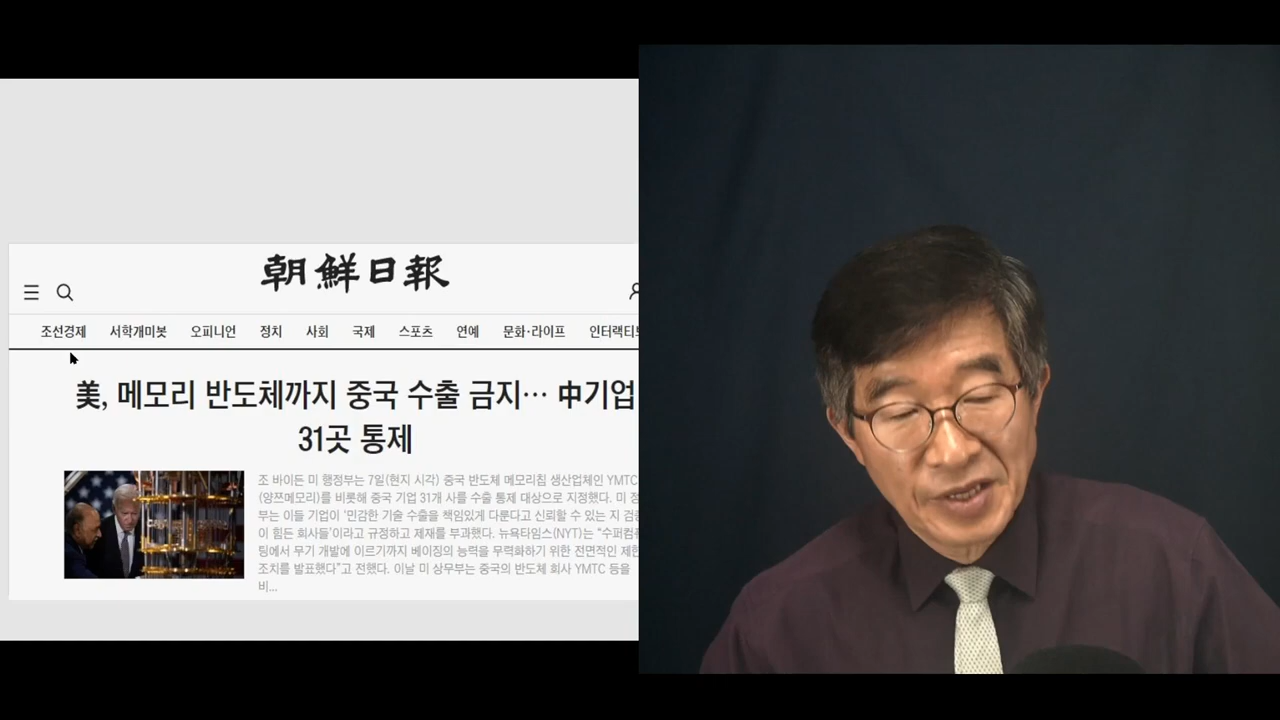 朝鮮日報
조선경제 서학개미봇 오피니언 정치 사회 국제 스포츠 연예 문화·라이프
美, 메모리 반도체까지 중국 수출 금지… 中기업
31곳 통제
조 바이든 미 행정부는 7일(현지 시각) 중국 반도체 메모리칩 생산업체인 YMTC
(양쯔메모리)를 비롯해 중국 기업 31개 사를 수출 통제 대상으로 지정했다. 미
부는 이들 기업이 '민감한 기술 수출을 책임있게 다룬다고 신뢰할 수 있는 지
이 힘든 회사들'이라고 규정하고 제재를 부과했다. 뉴욕타임스(NYT)는 “수퍼컴
팅에서 무기 개발에 이르기까지 베이징의 능력을 무력화하기 위한 전면적인 제한
조치를 발표했다”고 전했다. 이날 미 상무부는 중국의 반도체 회사 YMTC 등을
비...